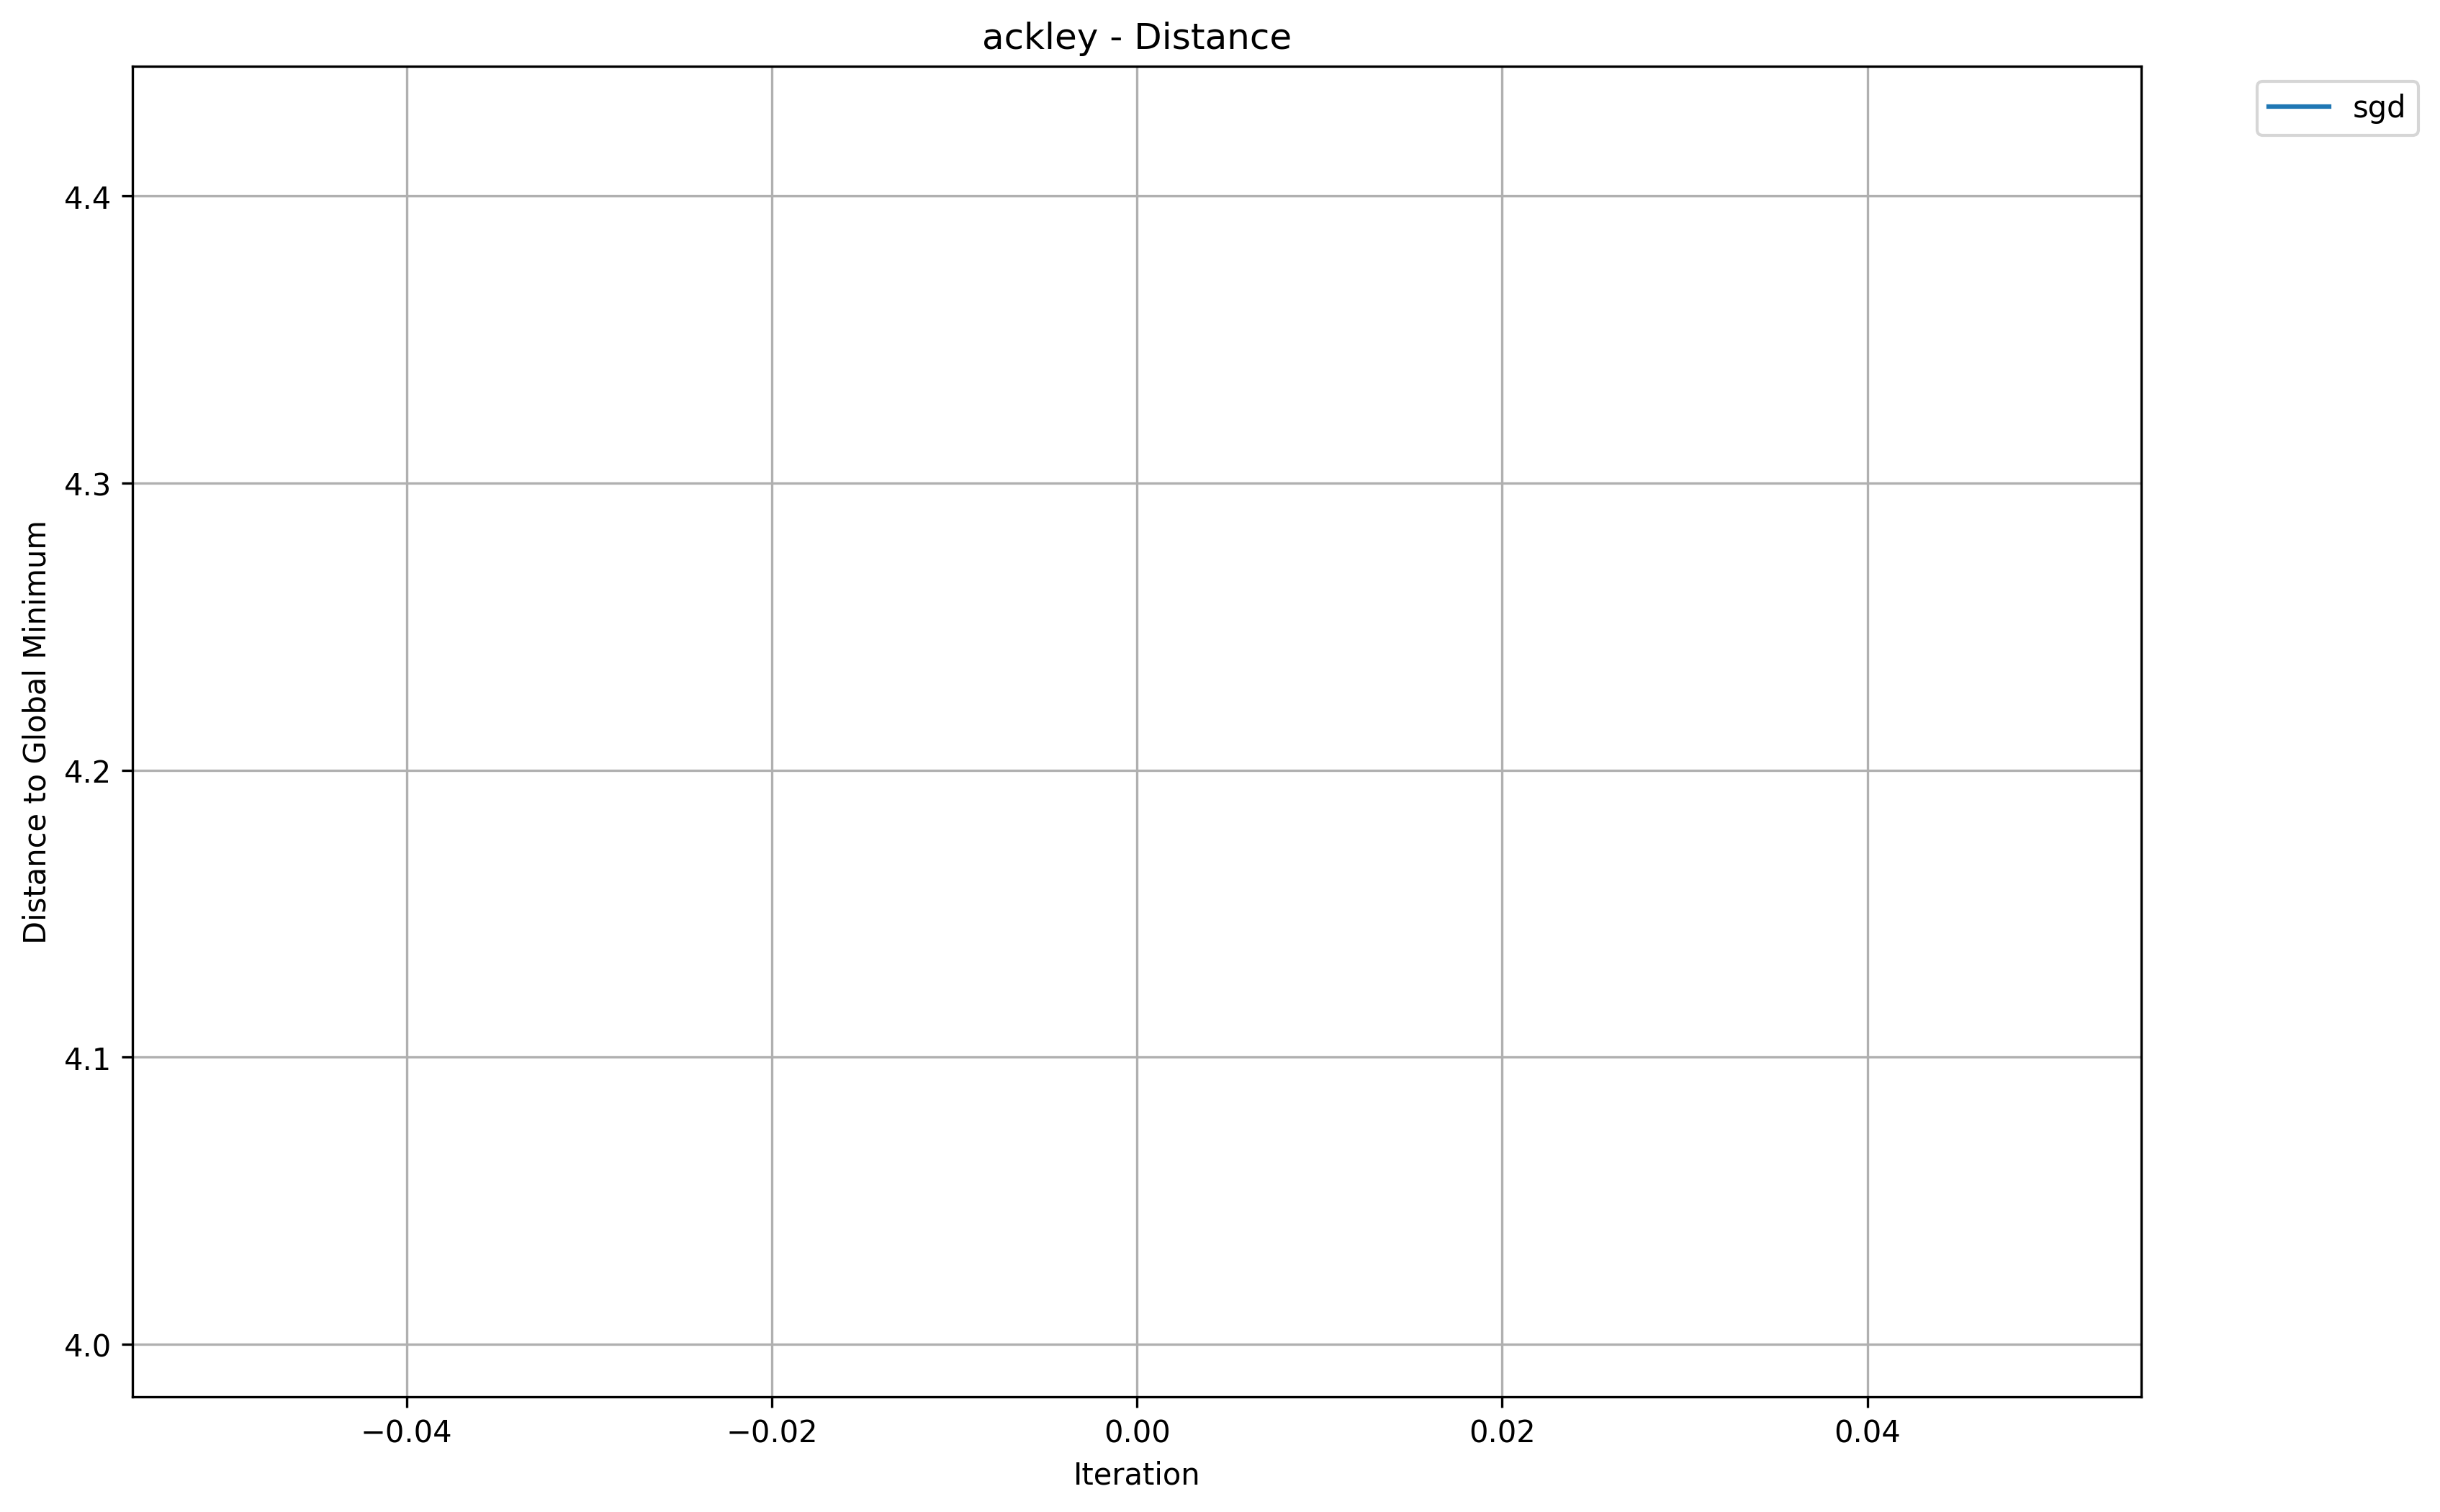 ackley - Distance
sgd
4.4
4.3
4.2
4.1
4.0
Distance to Global Minimum
−0.04
−0.02
0.00
0.02
0.04
Iteration